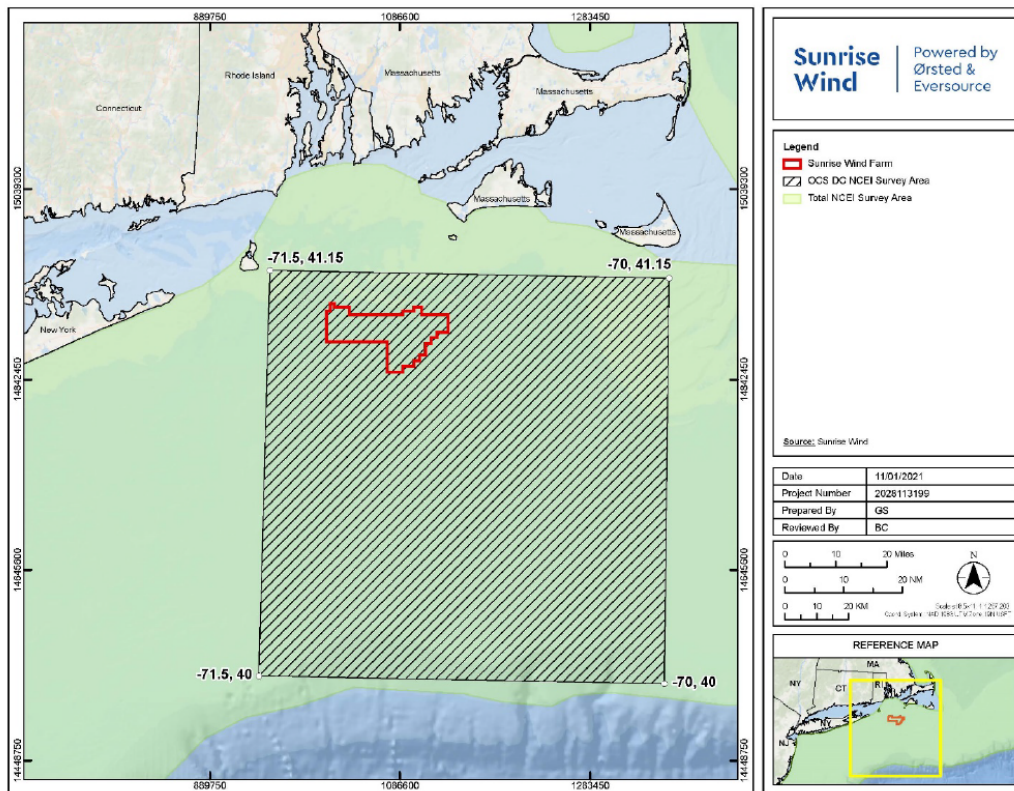 889750 1086600 1283450
Connecticut
Rhode Island
Massachusetts
Massachusetts
Massachusetts
Massachusetts
New York
15039300
15039300
14842450
14842450
14645600
14645600
14448750
14448750
-71.5, 41.15
-70, 41.15
-71.5, 40
-70, 40
889750 1086600 1283450
Sunrise
Wind
Powered by
Ørsted &
Eversource
Legend
Sunrise Wind Farm
OCS DC NCEI Survey Area
Total NCEI Survey Area
Source: Sunrise Wind
Date 11/01/2021
Project Number 2028113199
Prepared By GS
Reviewed By BC
0 10 20 Miles
0 10 20 NM
0 10 20 KM
N
REFERENCE MAP
NY
MA
CT
RI
NY
NJ